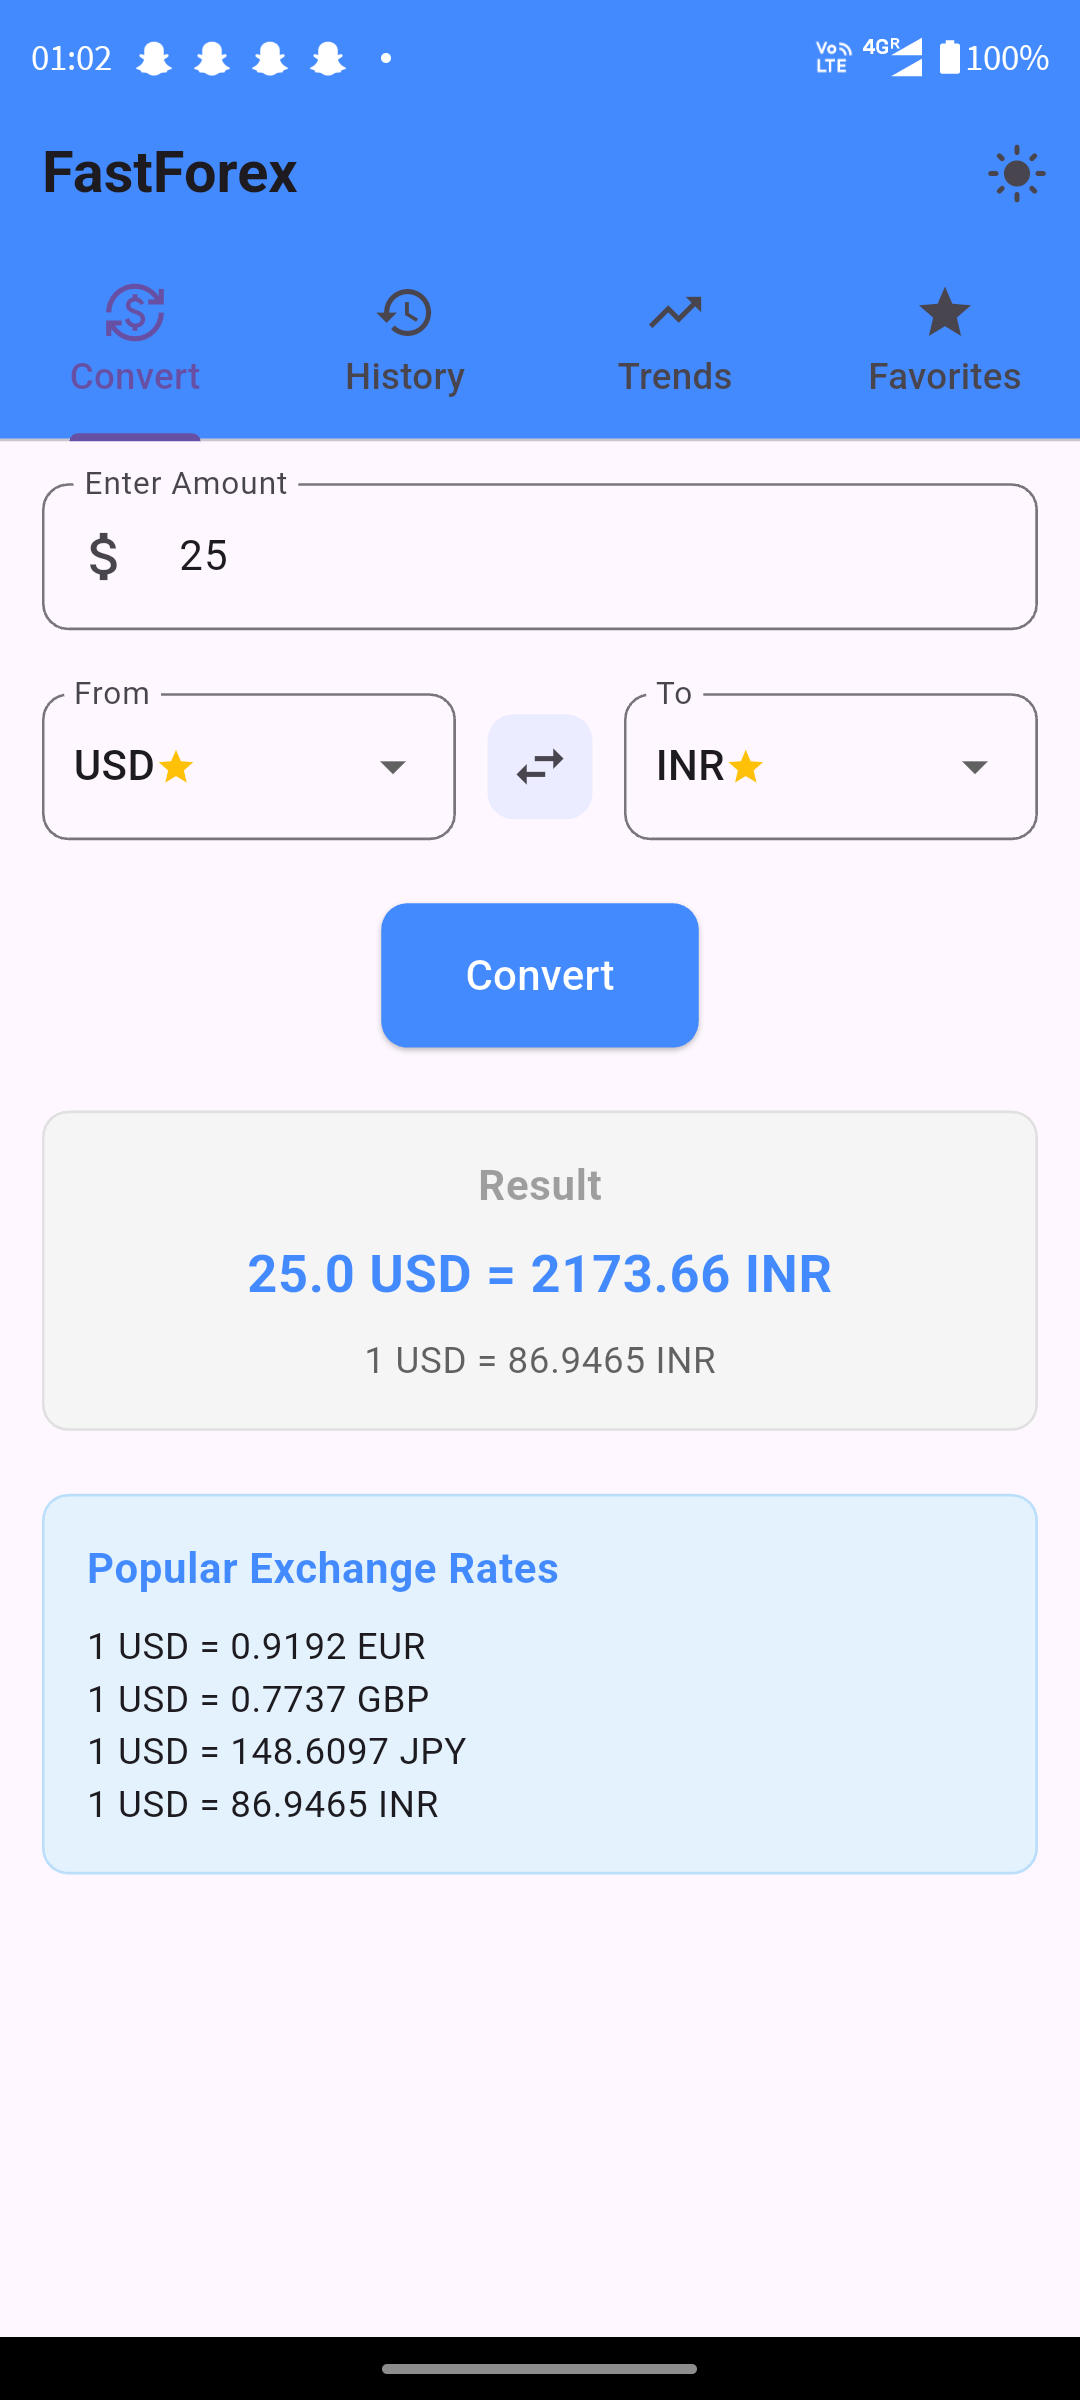 01:02 Vo LTE 4G R 100%
FastForex
Convert History Trends Favorites
Enter Amount
$ 25
From To
USD INR
Convert
Result
25.0 USD = 2173.66 INR
1 USD = 86.9465 INR
Popular Exchange Rates
1 USD = 0.9192 EUR
1 USD = 0.7737 GBP
1 USD = 148.6097 JPY
1 USD = 86.9465 INR